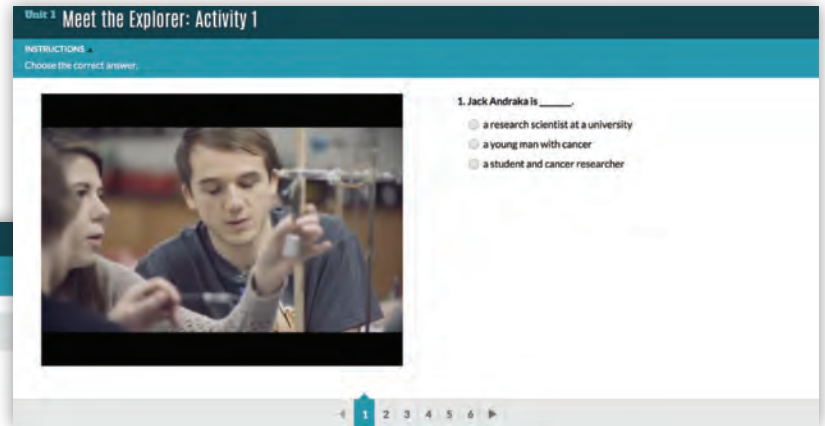 Unit 1 Meet the Explorer: Activity 1
INSTRUCTIONS
Choose the correct answer.
1. Jack Andraka is ______.
a research scientist at a university
a young man with cancer
a student and cancer researcher
1 2 3 4 5 6